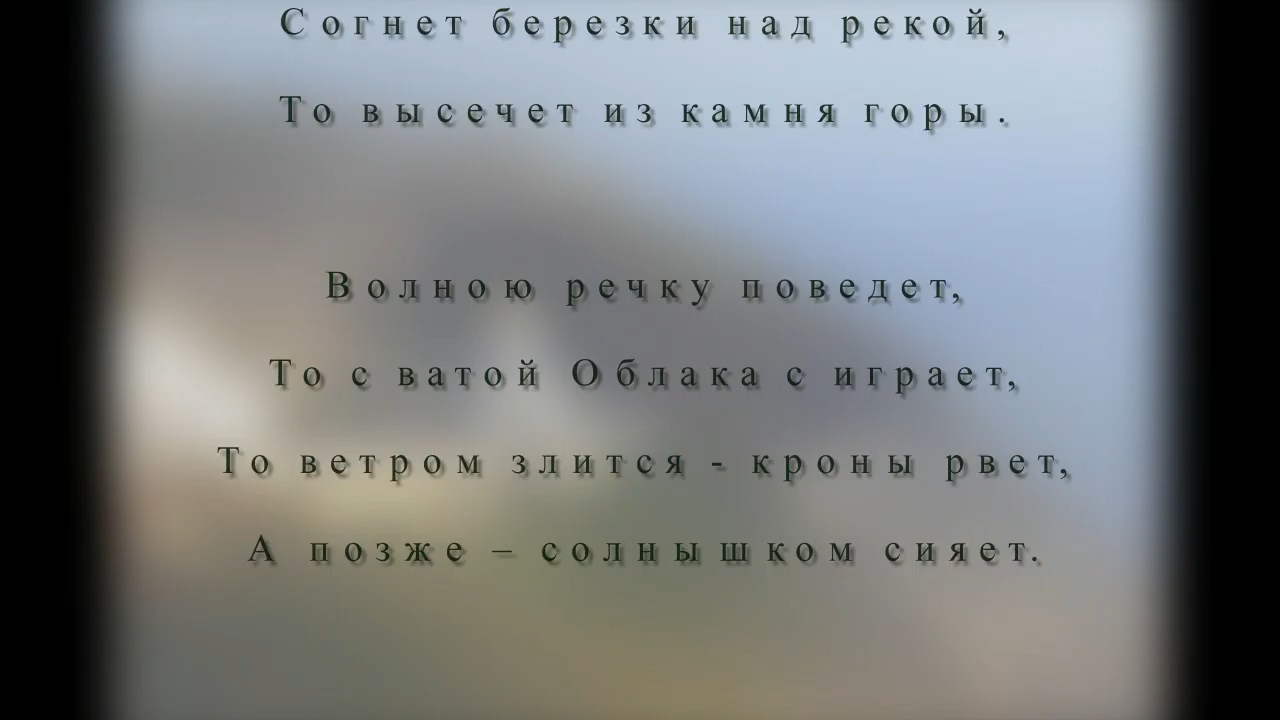 Согнет березки над рекой,
То высечет из камня горы.
Волною речку поведет,
То с ватой Облака с играет,
То ветром злится - кроны рвет,
А позже – солнышком сияет.